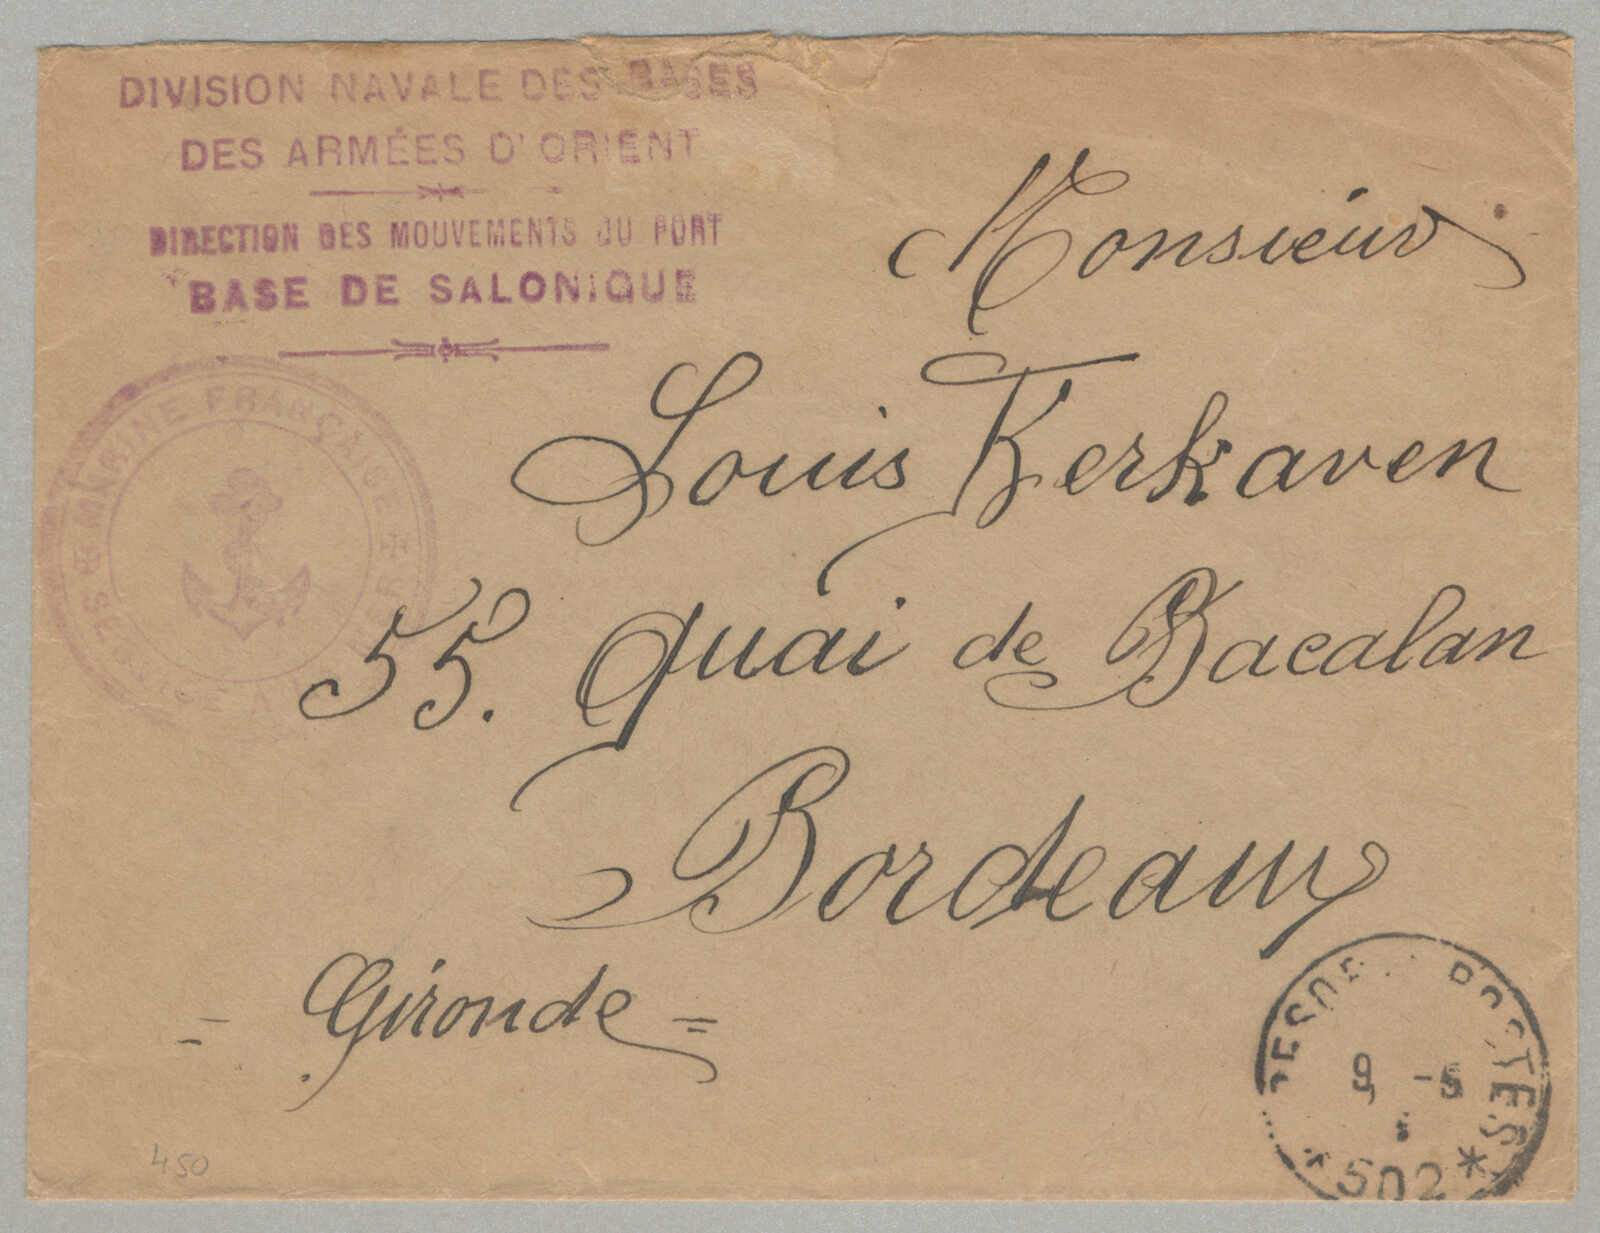 DIVISION NAVALE DES BASES
DES ARMÉES D'ORIENT
DIRECTION DES MOUVEMENTS DU PORT
BASE DE SALONIQUE
MARINE FRANÇAISE
Monsieur
Louis Kerkaven
55. Quai de Bacalan
Bordeaux
- Gironde =
POSTES
9 -5
*502*
450